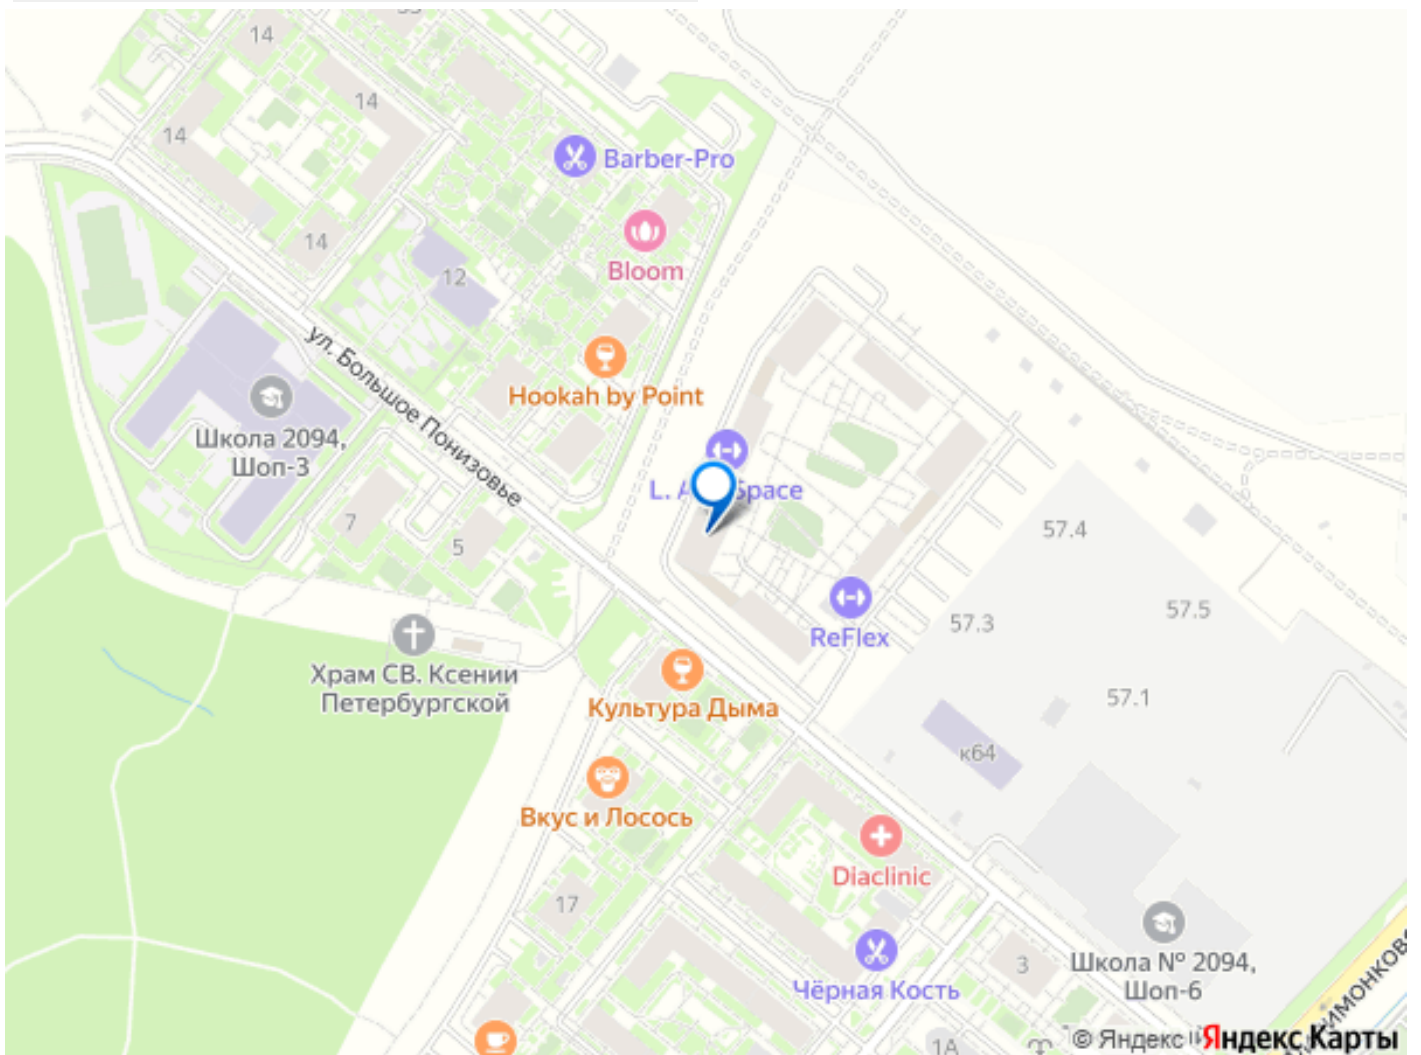 14
14
14
Barber-Pro
14
Bloom
12
ул. Большое Понизовье
Hookah by Point
Школа 2094,
Шоп-3
Space
7
5
57.4
57.5
57.3
ReFlex
Храм СВ. Ксении
Петербургской
57.1
Культура Дыма
к64
Вкус и Лосось
Diaclinic
17
3
Школа № 2094,
Шоп-6
Чёрная Кость
1А
© Яндекс Яндекс Карты